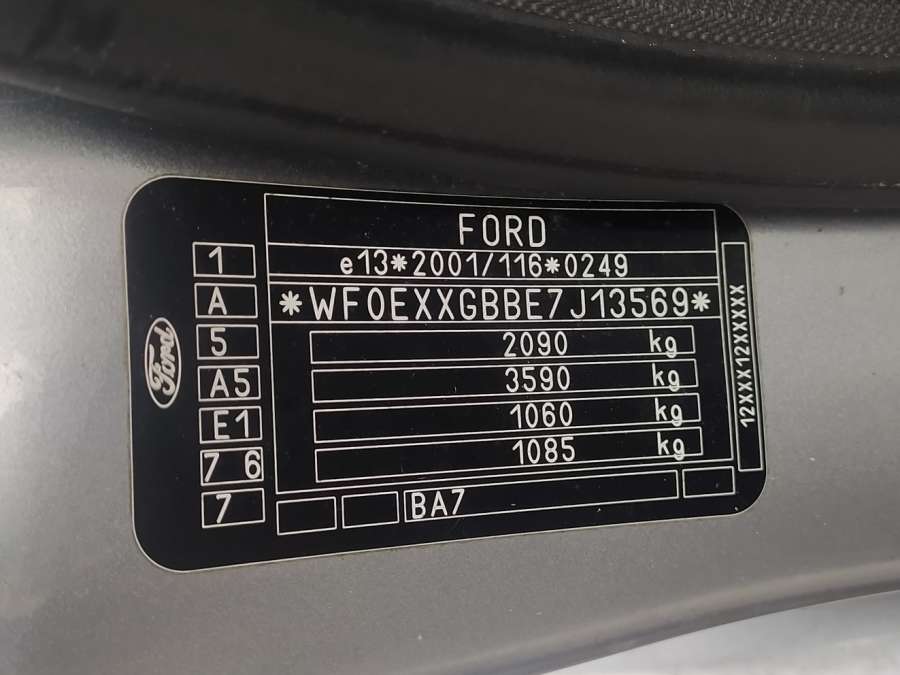 FORD
e13*2001/116*0249
*WF0EXXGBBE7J13569*
2090 kg
3590 kg
1060 kg
1085 kg
BA7
1
A
5
A5
E1
7 6
7
Ford
12XXX12XXXXX